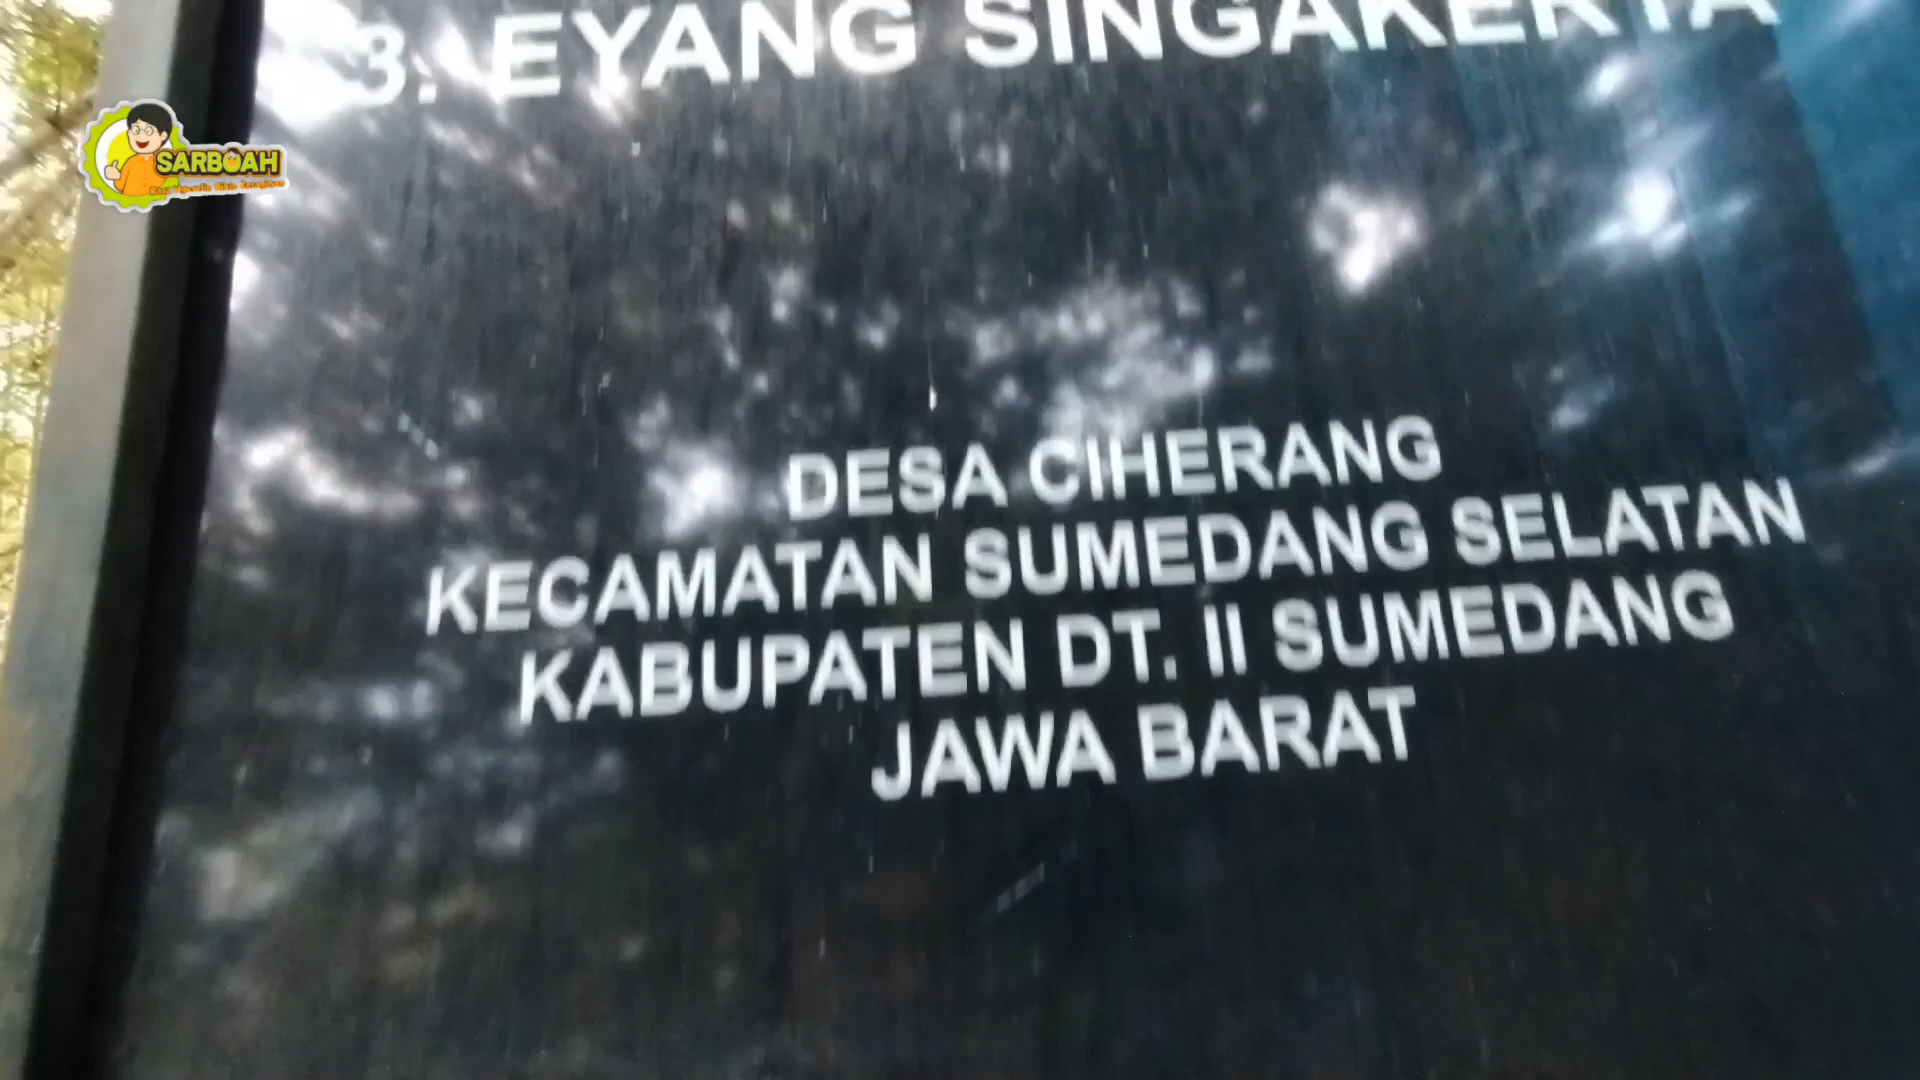 3. EYANG SINGAKERTA
SARBOAH
DESA CIHERANG
KECAMATAN SUMEDANG SELATAN
KABUPATEN DT. II SUMEDANG
JAWA BARAT